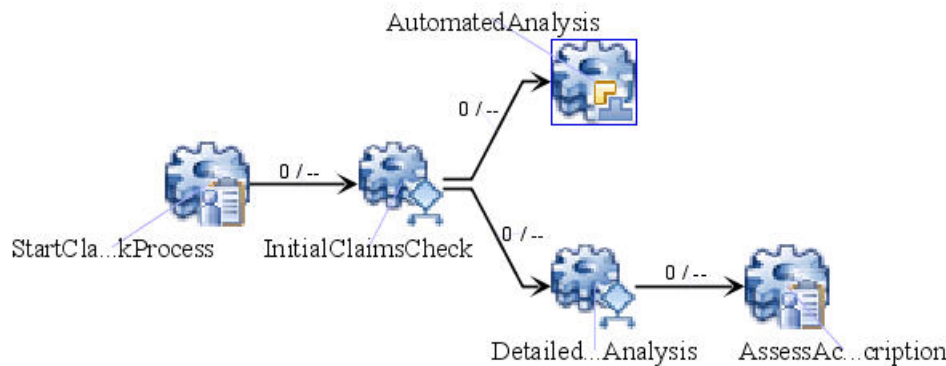 AutomatedAnalysis
0 / --
0 / --
StartCla...kProcess
InitialClaimsCheck
0 / --
0 / --
Detailed...Analysis
AssessAc...cription